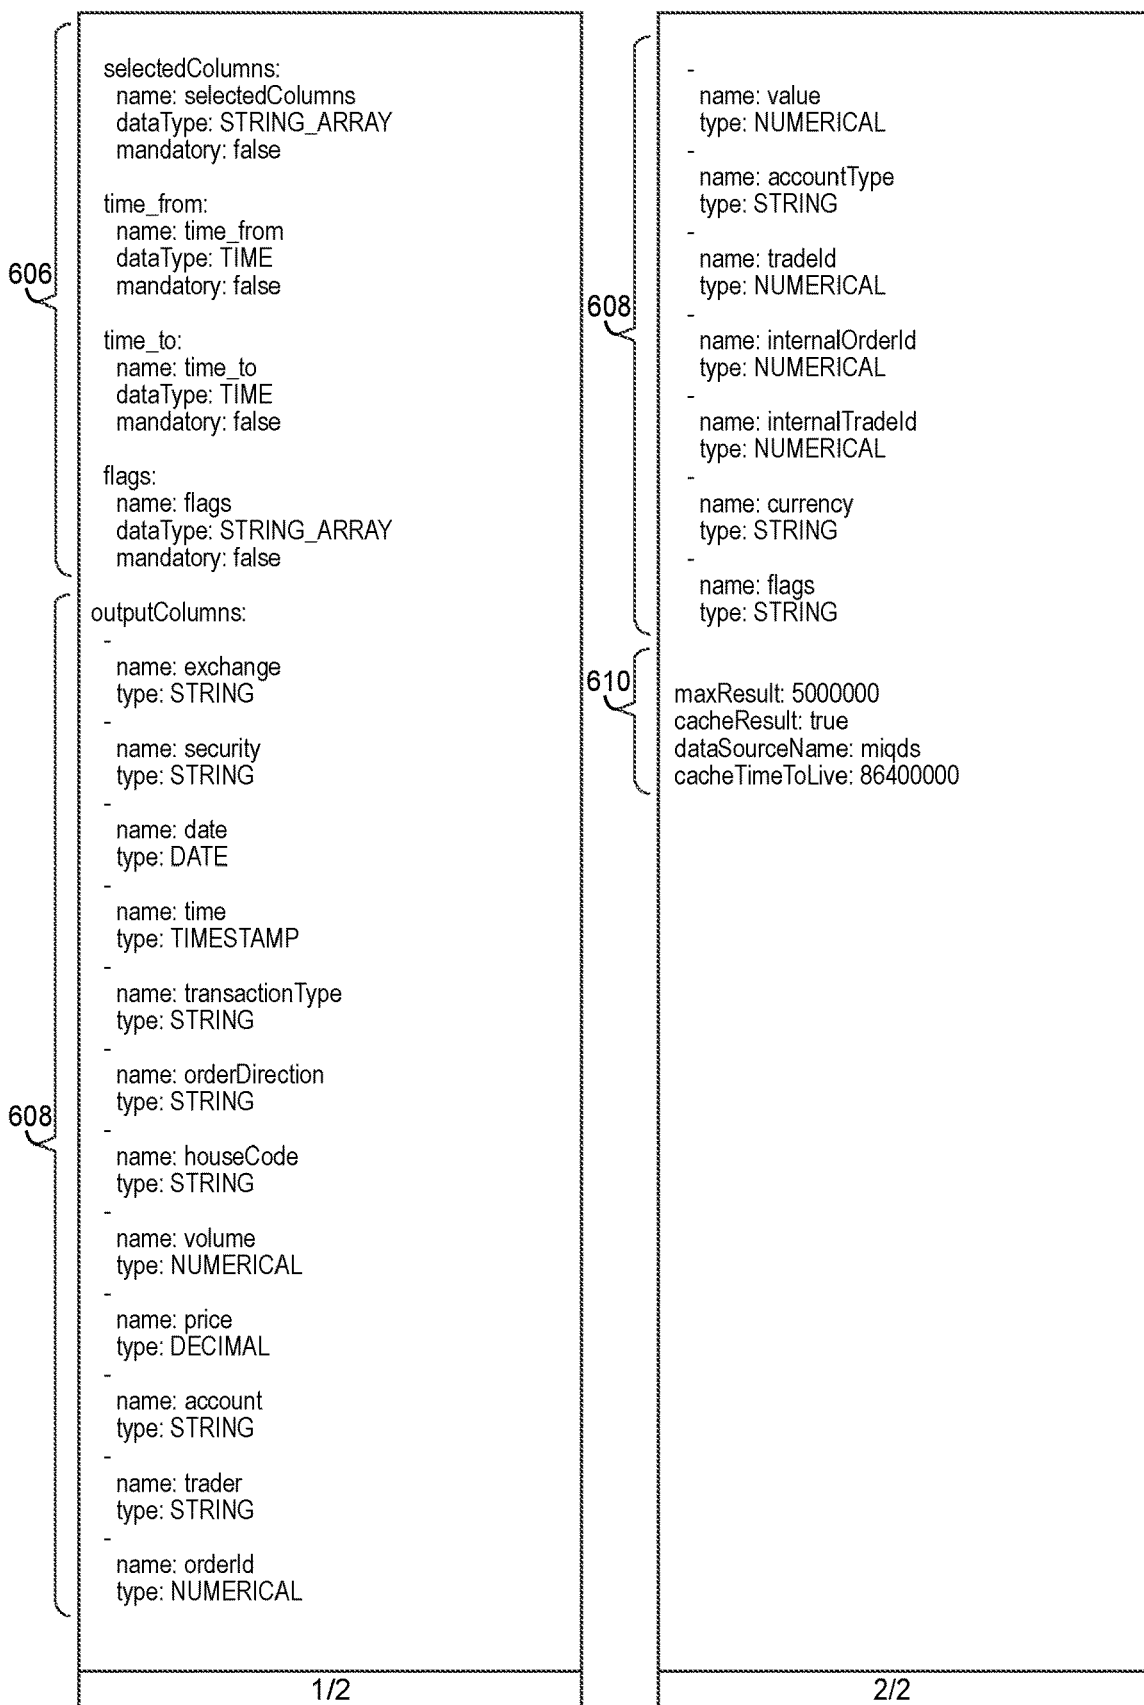 606
selectedColumns:
name: selectedColumns
dataType: STRING_ARRAY
mandatory: false
time_from:
name: time_from
dataType: TIME
mandatory: false
time_to:
name: time_to
dataType: TIME
mandatory: false
flags:
name: flags
dataType: STRING_ARRAY
mandatory: false
608
outputColumns:
-
name: exchange
type: STRING
-
name: security
type: STRING
-
name: date
type: DATE
-
name: time
type: TIMESTAMP
-
name: transactionType
type: STRING
-
name: orderDirection
type: STRING
-
name: houseCode
type: STRING
-
name: volume
type: NUMERICAL
-
name: price
type: DECIMAL
-
name: account
type: STRING
-
name: trader
type: STRING
-
name: orderId
type: NUMERICAL
1/2
608
-
name: value
type: NUMERICAL
-
name: accountType
type: STRING
-
name: tradeId
type: NUMERICAL
-
name: internalOrderId
type: NUMERICAL
-
name: internalTradeId
type: NUMERICAL
-
name: currency
type: STRING
-
name: flags
type: STRING
610
maxResult: 5000000
cacheResult: true
dataSourceName: miqds
cacheTimeToLive: 86400000
2/2